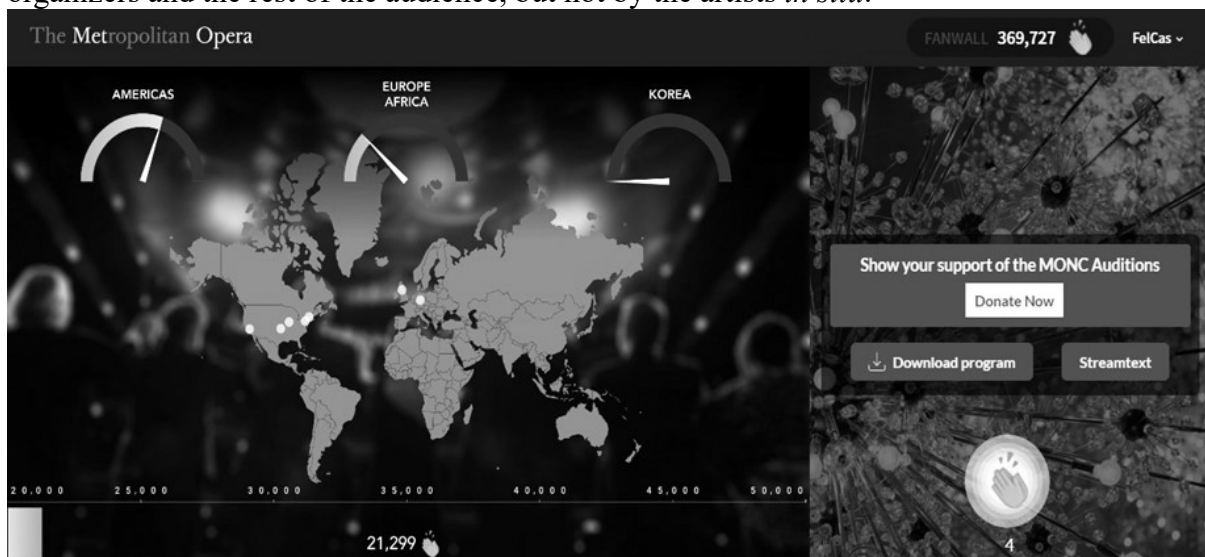 organizers and the rest of the audience, but not by the artists in situ.
The Metropolitan Opera
FANWALL 369,727
FelCas
AMERICAS
EUROPE
AFRICA
KOREA
Show your support of the MONC Auditions
Donate Now
Download program
Streamtext
20,000 25,000 30,000 35,000 40,000 45,000 50,000
21,299
4